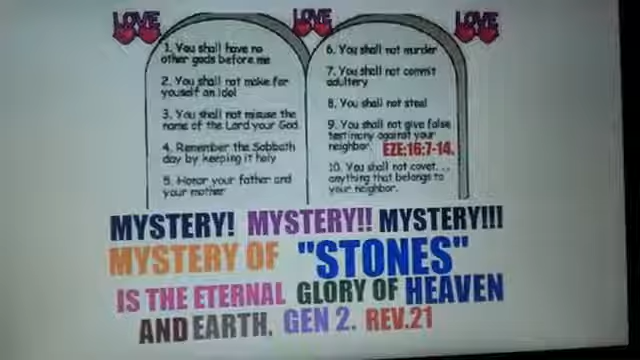 LOVE LOVE LOVE
1. You shall have no
other gods before me
2. You shall not make for
youself an idol
3. You shall not misuse the
name of the Lord your God
4. Remember the Sabbath
day by keeping it holy
5. Honor your father and
your mother
6. You shall not murder
7. You shall not commit
adultery
8. You shall not steal
9. You shall not give false
testimony against your
neighbor. EZE:16:7-14.
10. You shall not covet...
anything that belongs to
your neighbor.
MYSTERY! MYSTERY!! MYSTERY!!!
MYSTERY OF "STONES"
IS THE ETERNAL GLORY OF HEAVEN
AND EARTH. GEN 2. REV.21